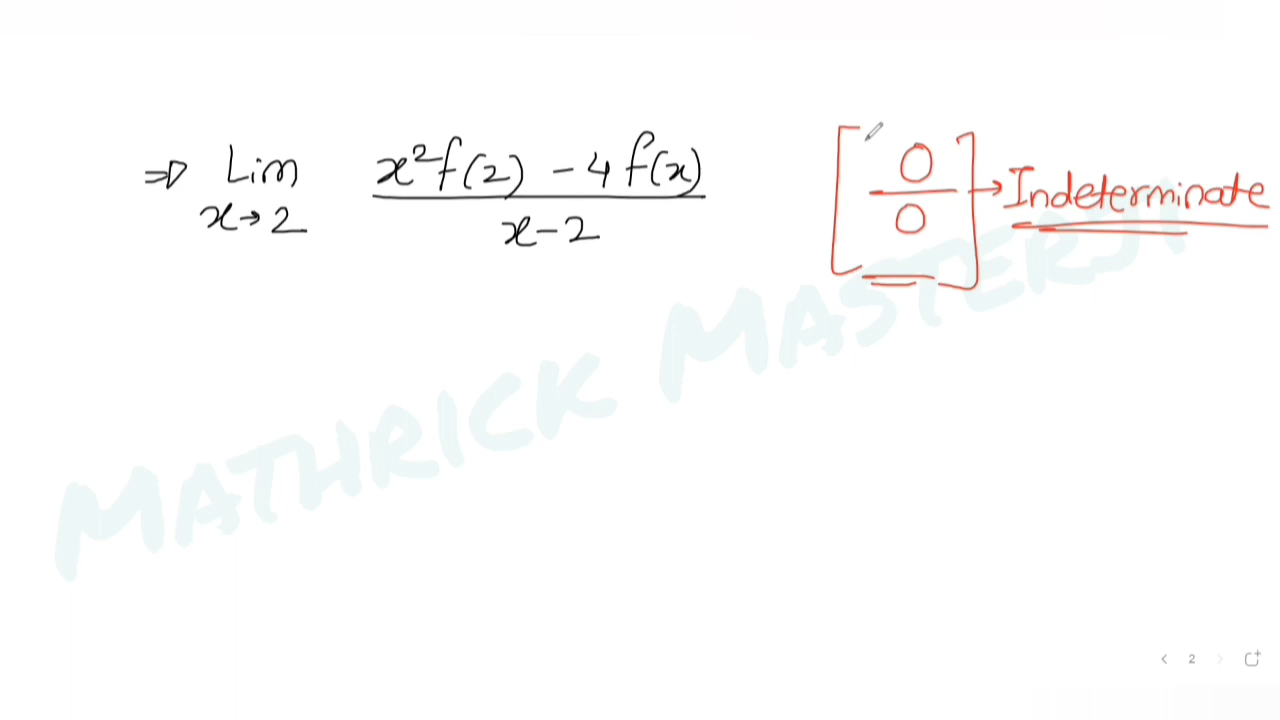 ⇒ Lim x→2 x²f(2) - 4f(x) / x-2 [0/0] → Indeterminate
MATHRICK MASTERJI
< 2 >